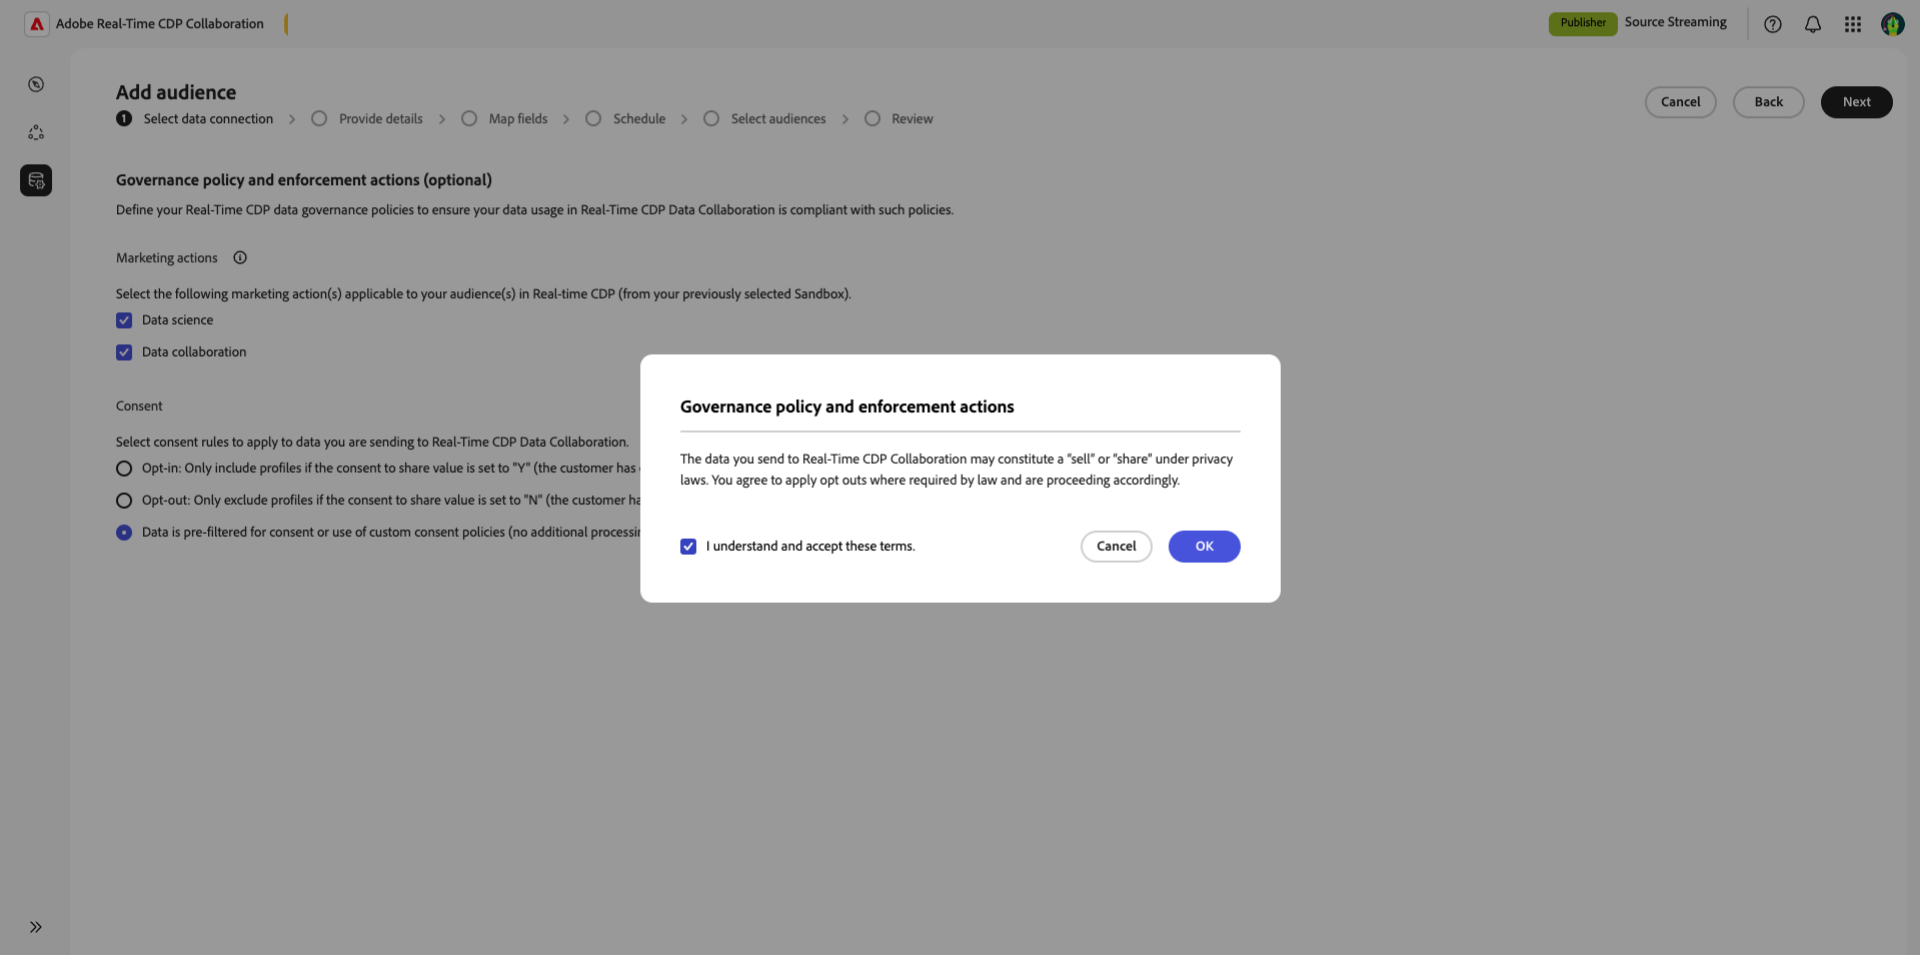 Adobe Real-Time CDP Collaboration
Publisher
Source Streaming
Add audience
Cancel
Back
Next
1 Select data connection
Provide details
Map fields
Schedule
Select audiences
Review
Governance policy and enforcement actions (optional)
Define your Real-Time CDP data governance policies to ensure your data usage in Real-Time CDP Data Collaboration is compliant with such policies.
Marketing actions
Select the following marketing action(s) applicable to your audience(s) in Real-time CDP (from your previously selected Sandbox).
Data science
Data collaboration
Consent
Select consent rules to apply to data you are sending to Real-Time CDP Data Collaboration.
Opt-in: Only include profiles if the consent to share value is set to "Y" (the customer has
Opt-out: Only exclude profiles if the consent to share value is set to "N" (the customer
Data is pre-filtered for consent or use of custom consent policies (no additional
Governance policy and enforcement actions
The data you send to Real-Time CDP Collaboration may constitute a "sell" or "share" under privacy
laws. You agree to apply opt outs where required by law and are proceeding accordingly.
I understand and accept these terms.
Cancel
OK